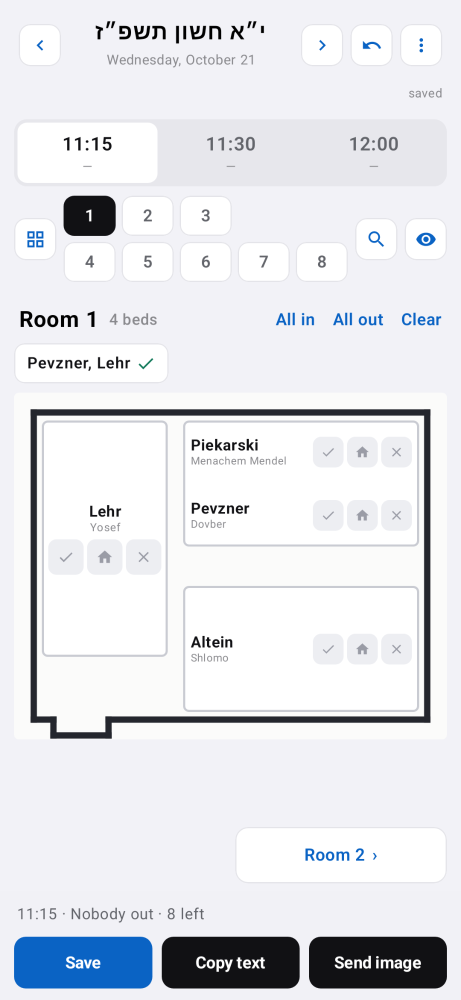 י״א חשון תשפ״ז
Wednesday, October 21
saved
11:15 11:30 12:00
— — —
1 2 3
4 5 6 7 8
Room 1 4 beds All in All out Clear
Pevzner, Lehr
Piekarski
Menachem Mendel
Lehr
Yosef
Pevzner
Dovber
Altein
Shlomo
Room 2 ›
11:15 · Nobody out · 8 left
Save Copy text Send image